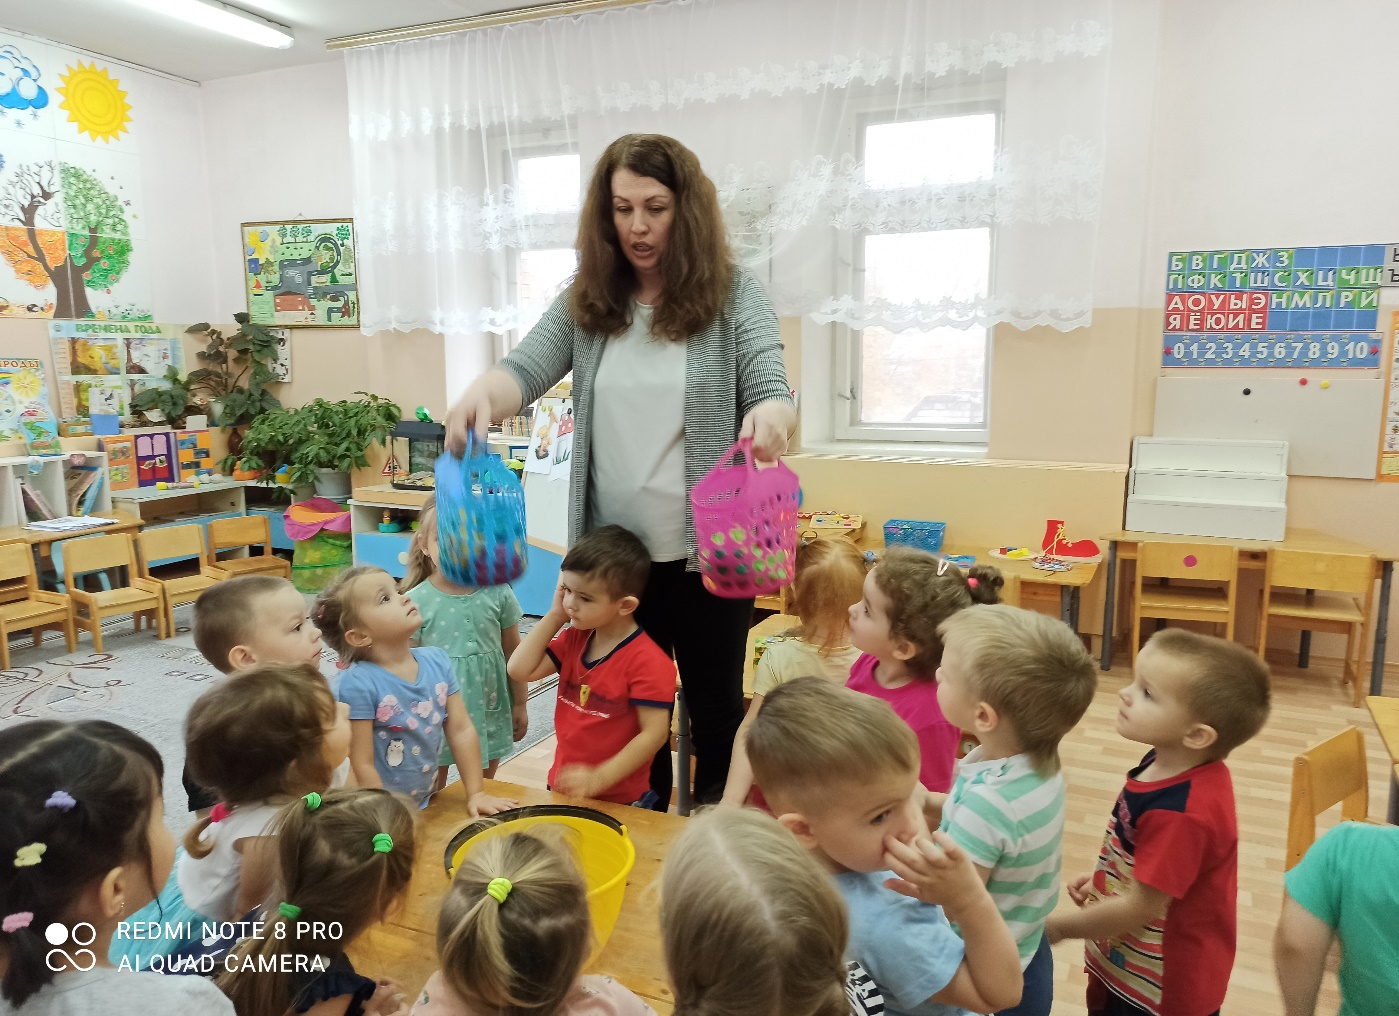 ВРЕМЕНА ГОДА
Б В Г Д Ж З
П Ф К Т Ш С Х Ц Ч Щ
А О У Ы Э Н М Л Р Й
Я Ё Ю И Е
0 1 2 3 4 5 6 7 8 9 10
REDMI NOTE 8 PRO
AI QUAD CAMERA